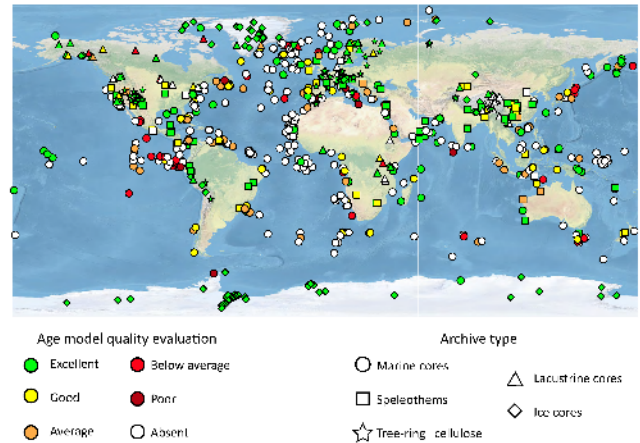 Age model quality evaluation
Archive type
Excellent
Below average
Marine cores
Lacustrine cores
Good
Poor
Speleothems
Ice cores
Average
Absent
Tree-ring cellulose